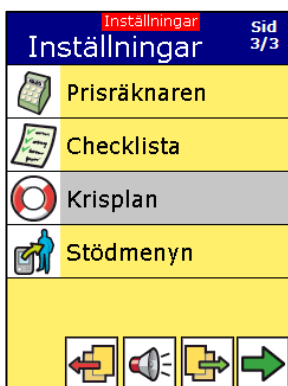 Inställningar
Inställningar
Sid
3/3
Prisräknaren
Checklista
Krisplan
Stödmenyn